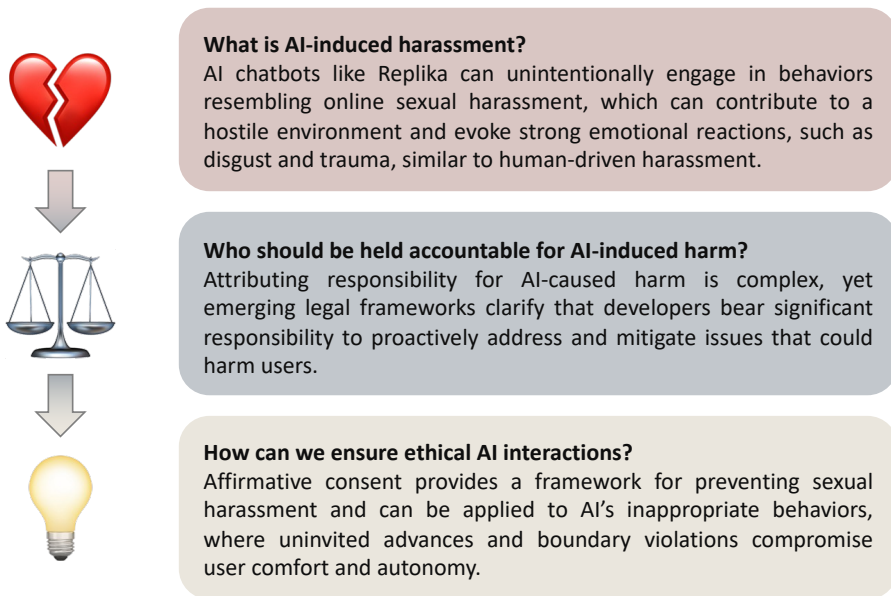 What is AI-induced harassment?
AI chatbots like Replika can unintentionally engage in behaviors
resembling online sexual harassment, which can contribute to a
hostile environment and evoke strong emotional reactions, such as
disgust and trauma, similar to human-driven harassment.
Who should be held accountable for AI-induced harm?
Attributing responsibility for AI-caused harm is complex, yet
emerging legal frameworks clarify that developers bear significant
responsibility to proactively address and mitigate issues that could
harm users.
How can we ensure ethical AI interactions?
Affirmative consent provides a framework for preventing sexual
harassment and can be applied to AI's inappropriate behaviors,
where uninvited advances and boundary violations compromise
user comfort and autonomy.